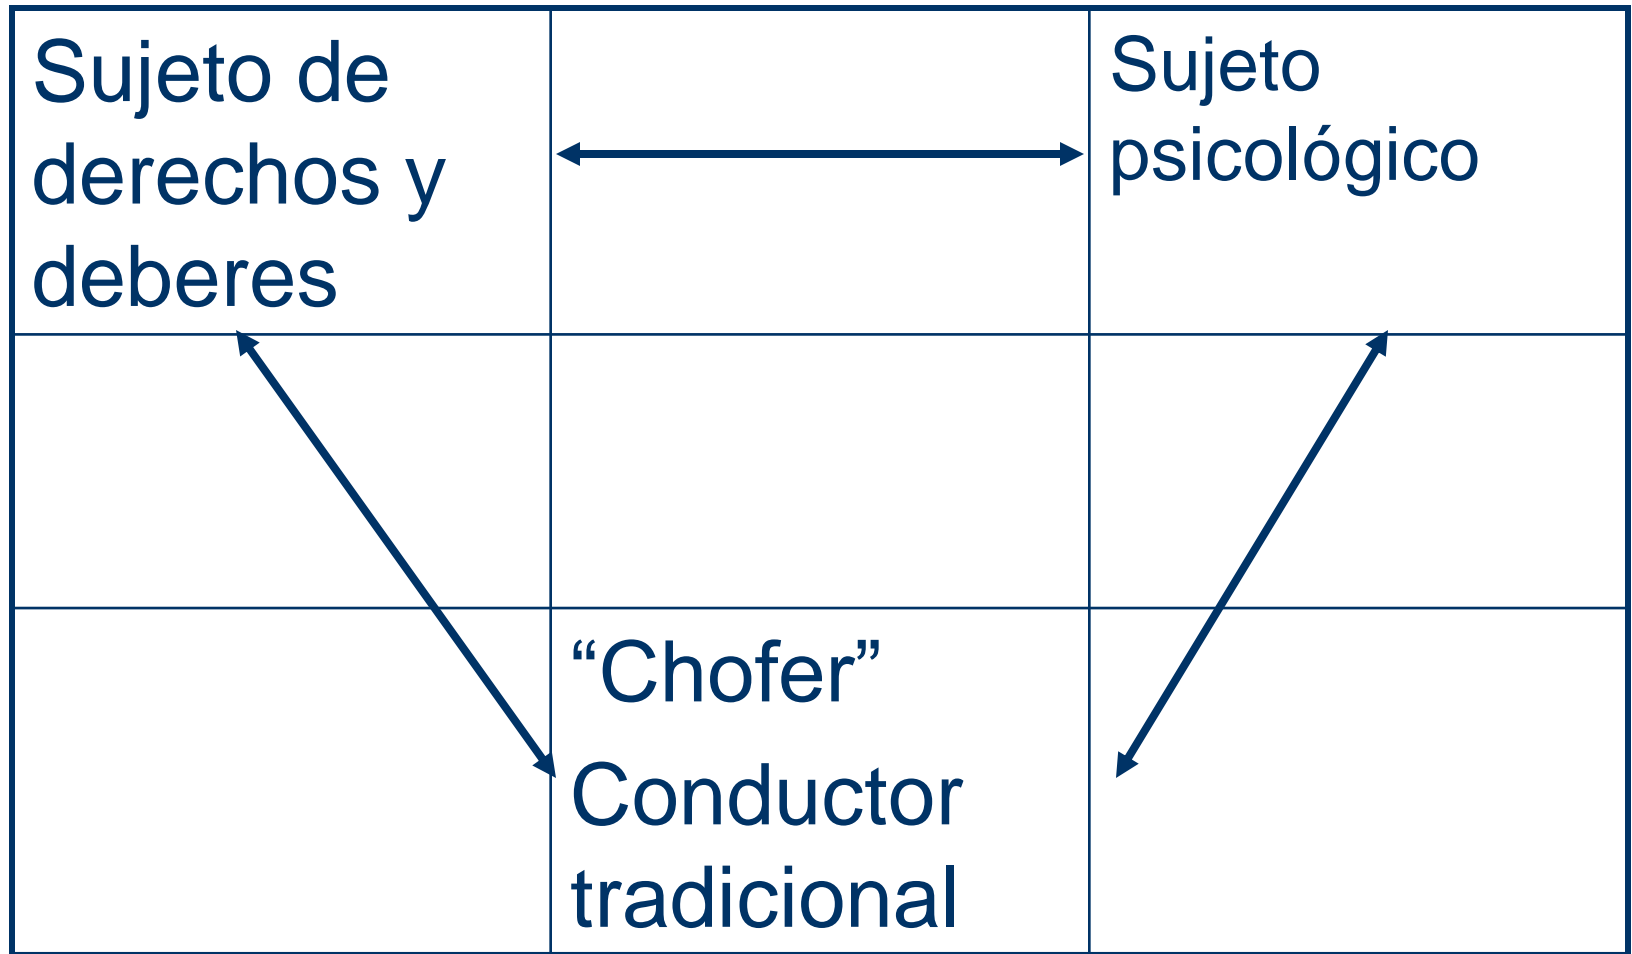 Sujeto de
derechos y
deberes
Sujeto
psicológico
“Chofer”
Conductor
tradicional